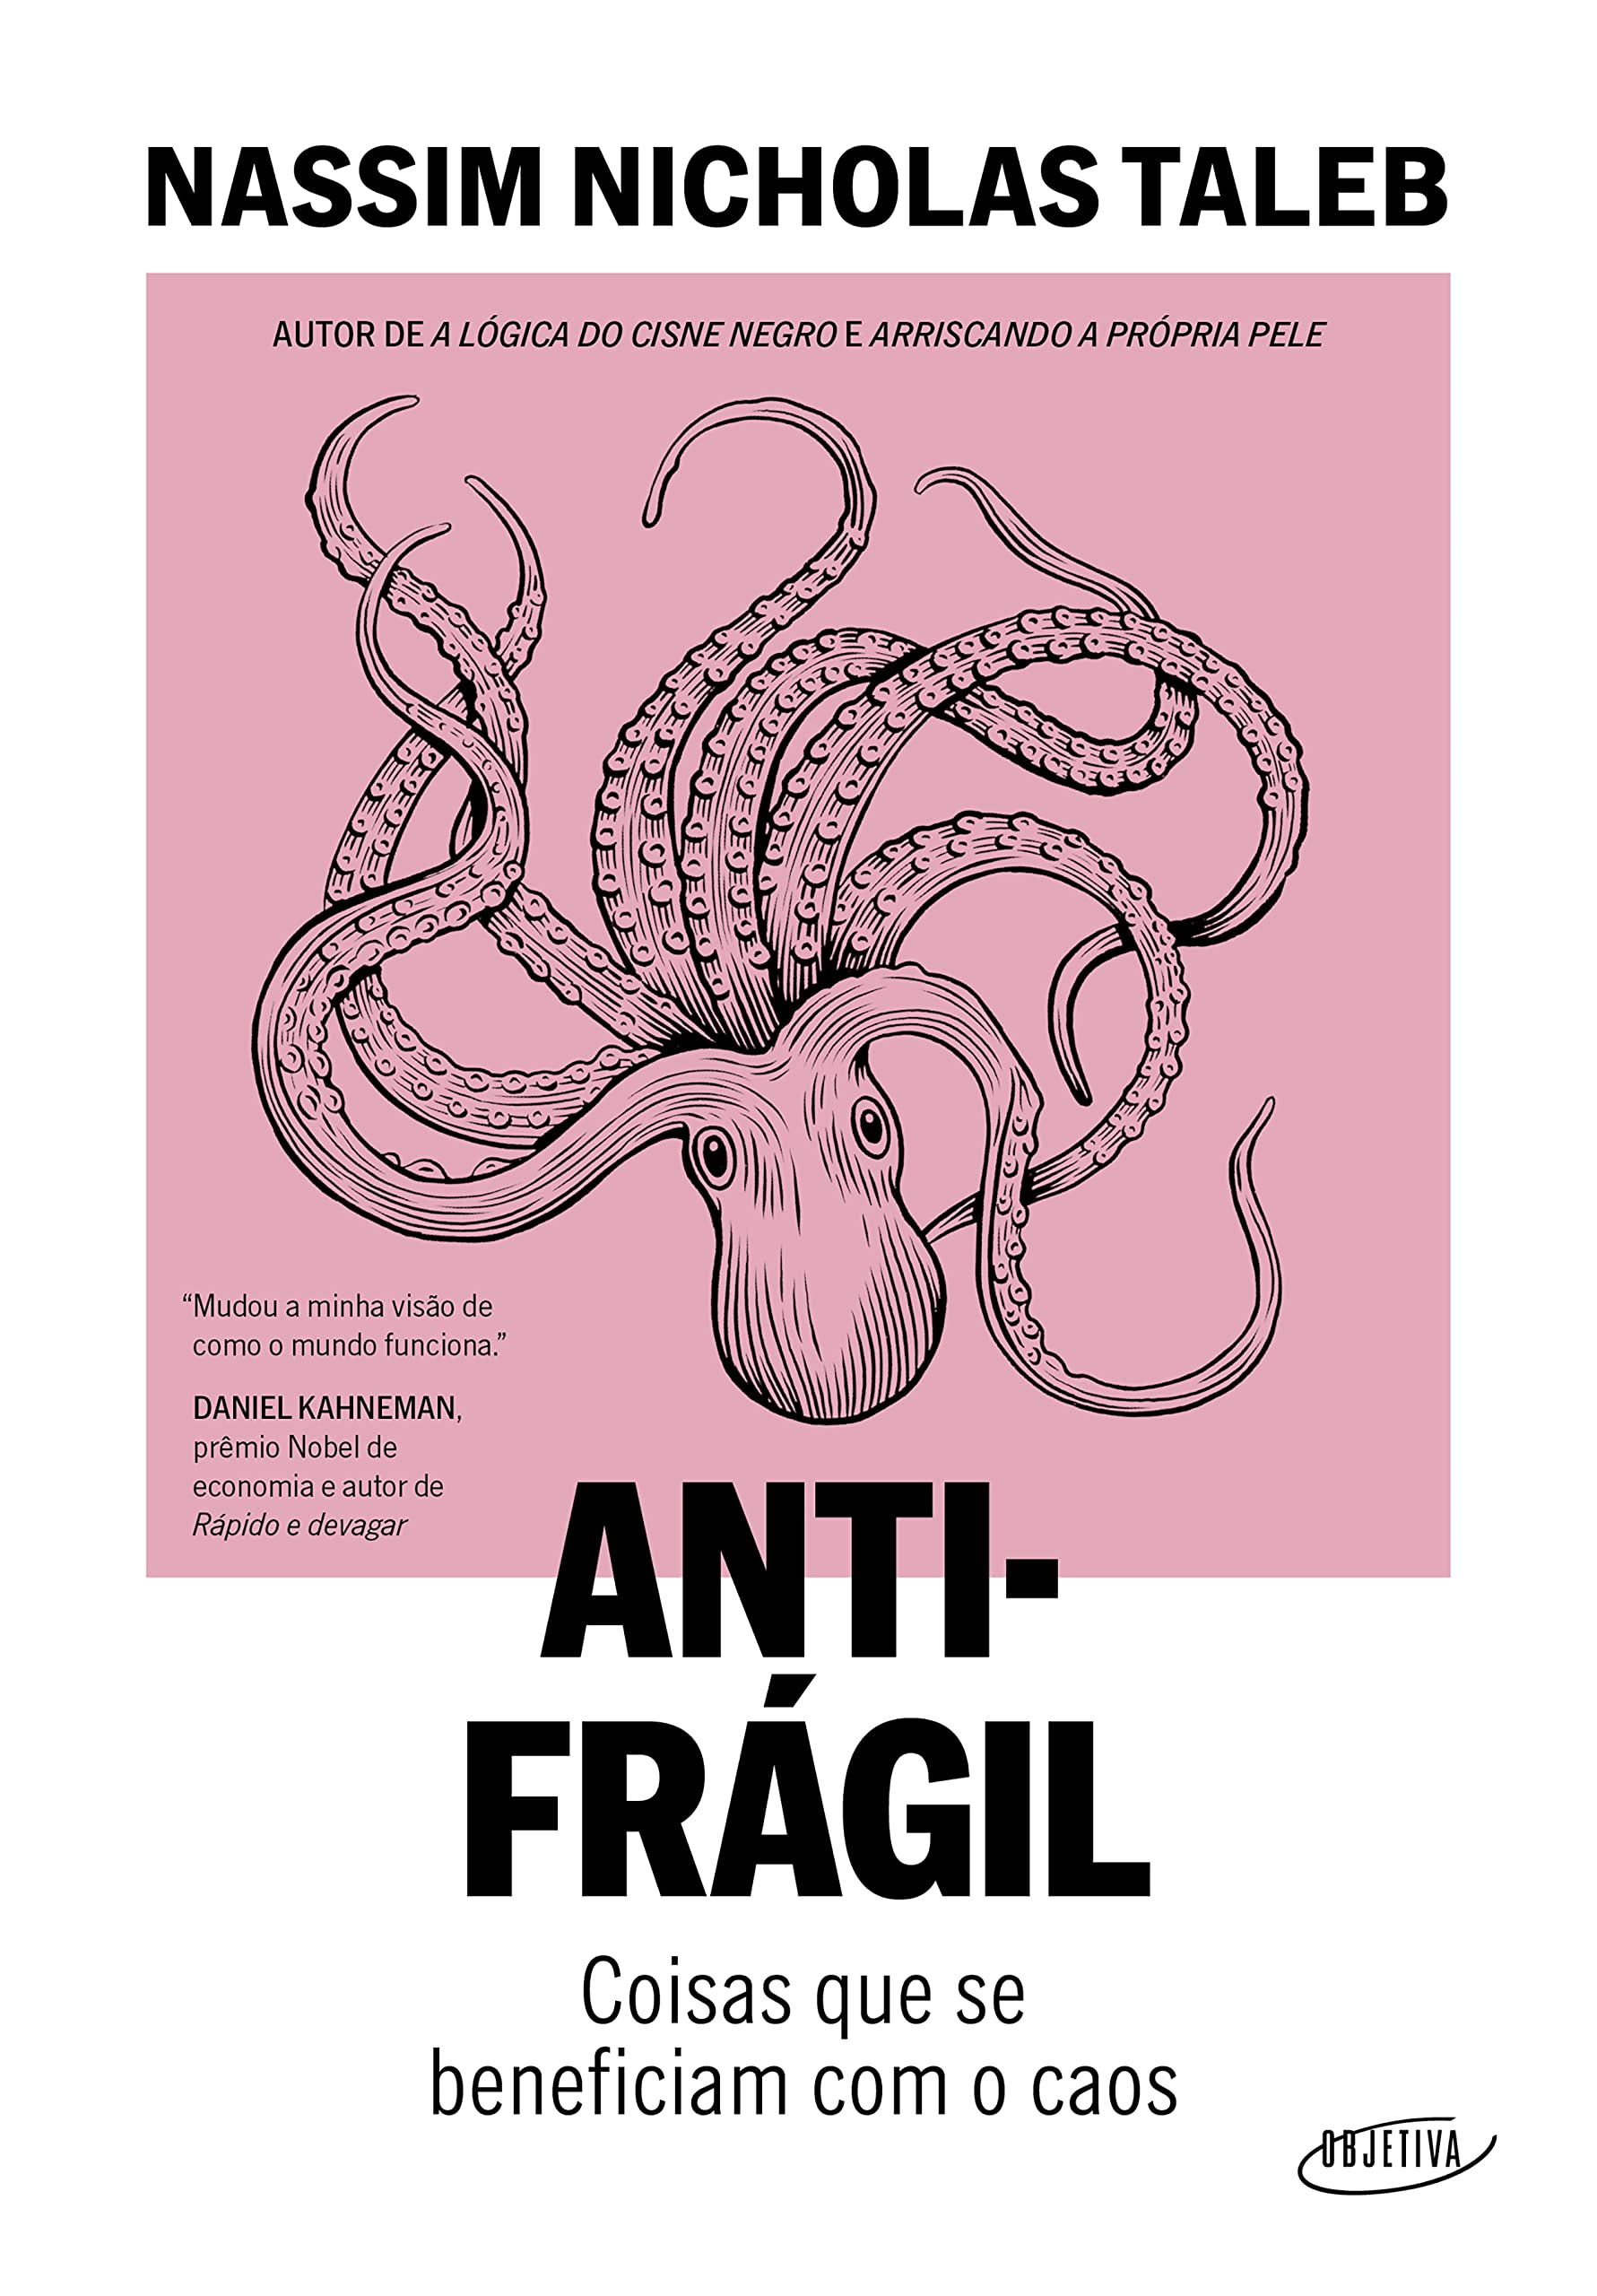 NASSIM NICHOLAS TALEB
AUTOR DE A LÓGICA DO CISNE NEGRO E ARRISCANDO A PRÓPRIA PELE
“Mudou a minha visão de
como o mundo funciona.”
DANIEL KAHNEMAN,
prêmio Nobel de
economia e autor de
Rápido e devagar
ANTI-
FRÁGIL
Coisas que se
beneficiam com o caos
OBJETIVA